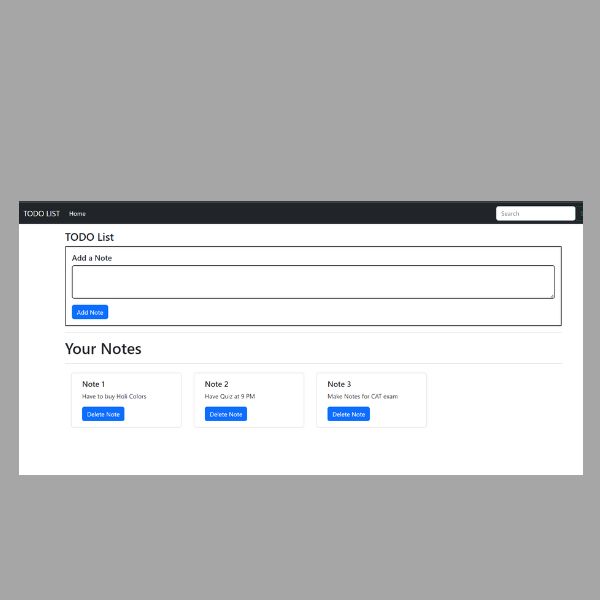 TODO LIST Home Search
TODO List
Add a Note
Add Note
Your Notes
Note 1
Have to buy Holi Colors
Delete Note
Note 2
Have Quiz at 9 PM
Delete Note
Note 3
Make Notes for CAT exam
Delete Note